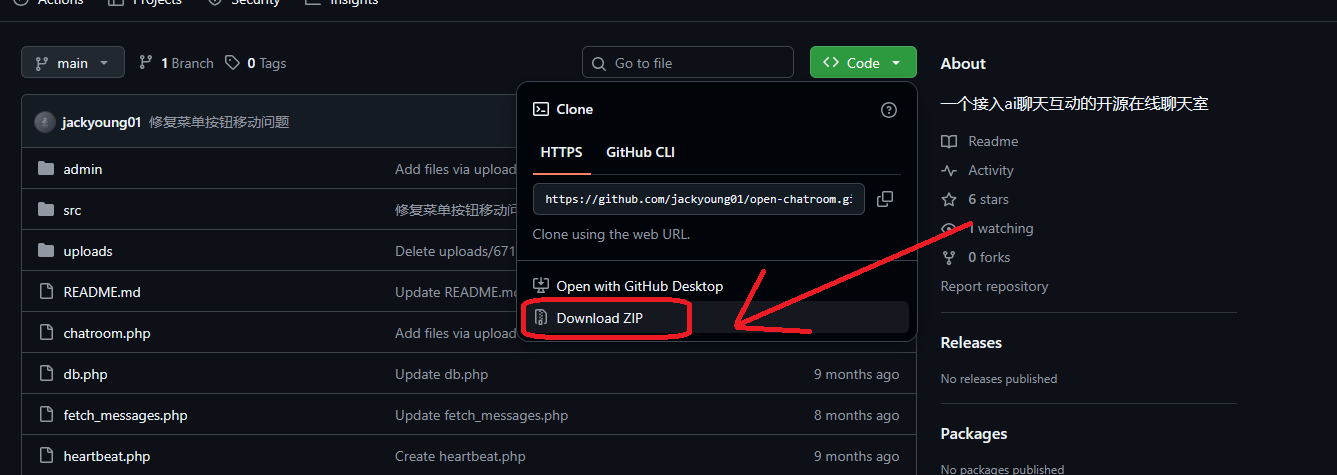 Actions Projects Security Insights
main 1 Branch 0 Tags Go to file Code
jackyoung01 修复菜单按钮移动问题
admin Add files via upload
src 修复菜单按钮移动问
uploads Delete uploads/671
README.md Update README.m
chatroom.php Add files via upload
db.php Update db.php 9 months ago
fetch_messages.php Update fetch_messages.php 8 months ago
heartbeat.php Create heartbeat.php 9 months ago
Clone
HTTPS GitHub CLI
https://github.com/jackyoung01/open-chatroom.gi
Clone using the web URL.
Open with GitHub Desktop
Download ZIP
About
一个接入ai聊天互动的开源在线聊天室
Readme
Activity
6 stars
1 watching
0 forks
Report repository
Releases
No releases published
Packages
No packages published